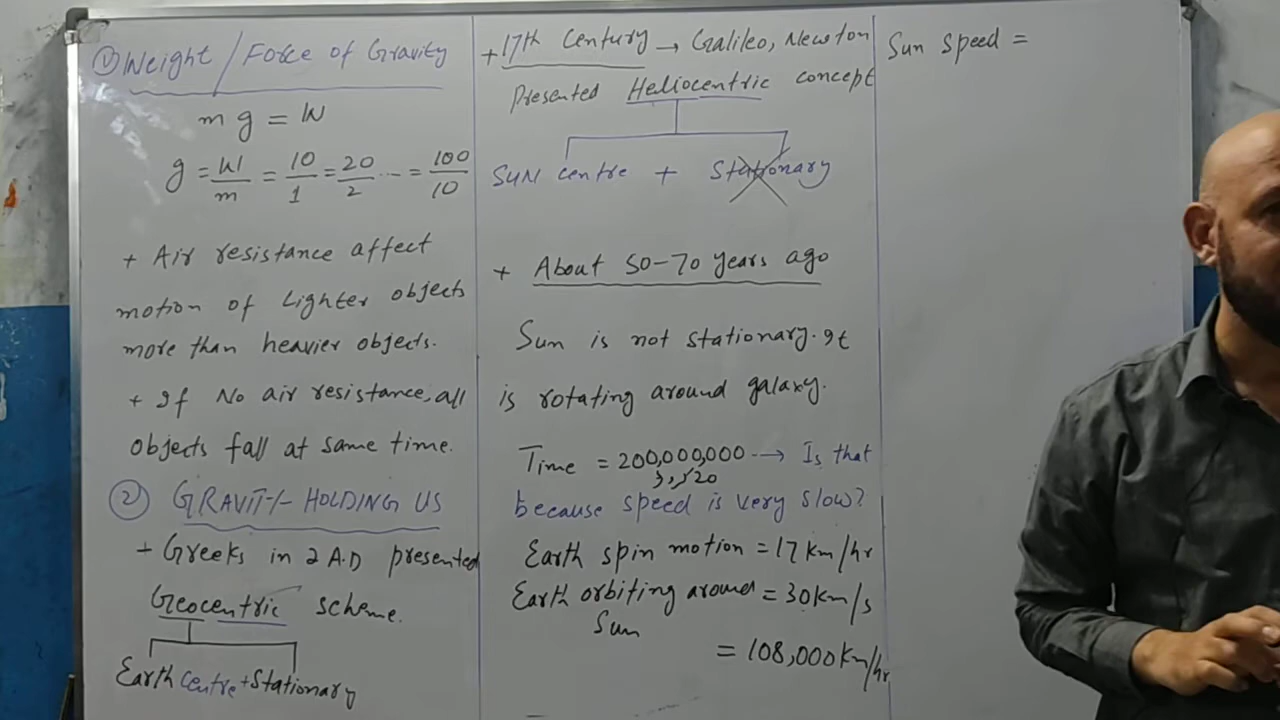 ① Weight / Force of Gravity
mg = W
g = W/m = 10/1 = 20/2 ... = 100/10
+ Air resistance affect
motion of Lighter objects
more than heavier objects.
+ If No air resistance, all
objects fall at same time.
② GRAVITY HOLDING US
+ Greeks in 2 A.D presented
Geocentric scheme.
Earth centre + Stationary
+ 17th Century → Galileo, Newton
Presented Heliocentric concept
SUN centre + Stationary
+ About 50-70 years ago
Sun is not stationary. It
is rotating around galaxy.
Time = 200,000,000 → Is that
because speed is very slow?
Earth spin motion = 17 km/hr
Earth orbiting around = 30 km/s
Sun
= 108,000 km/hr
Sun speed =